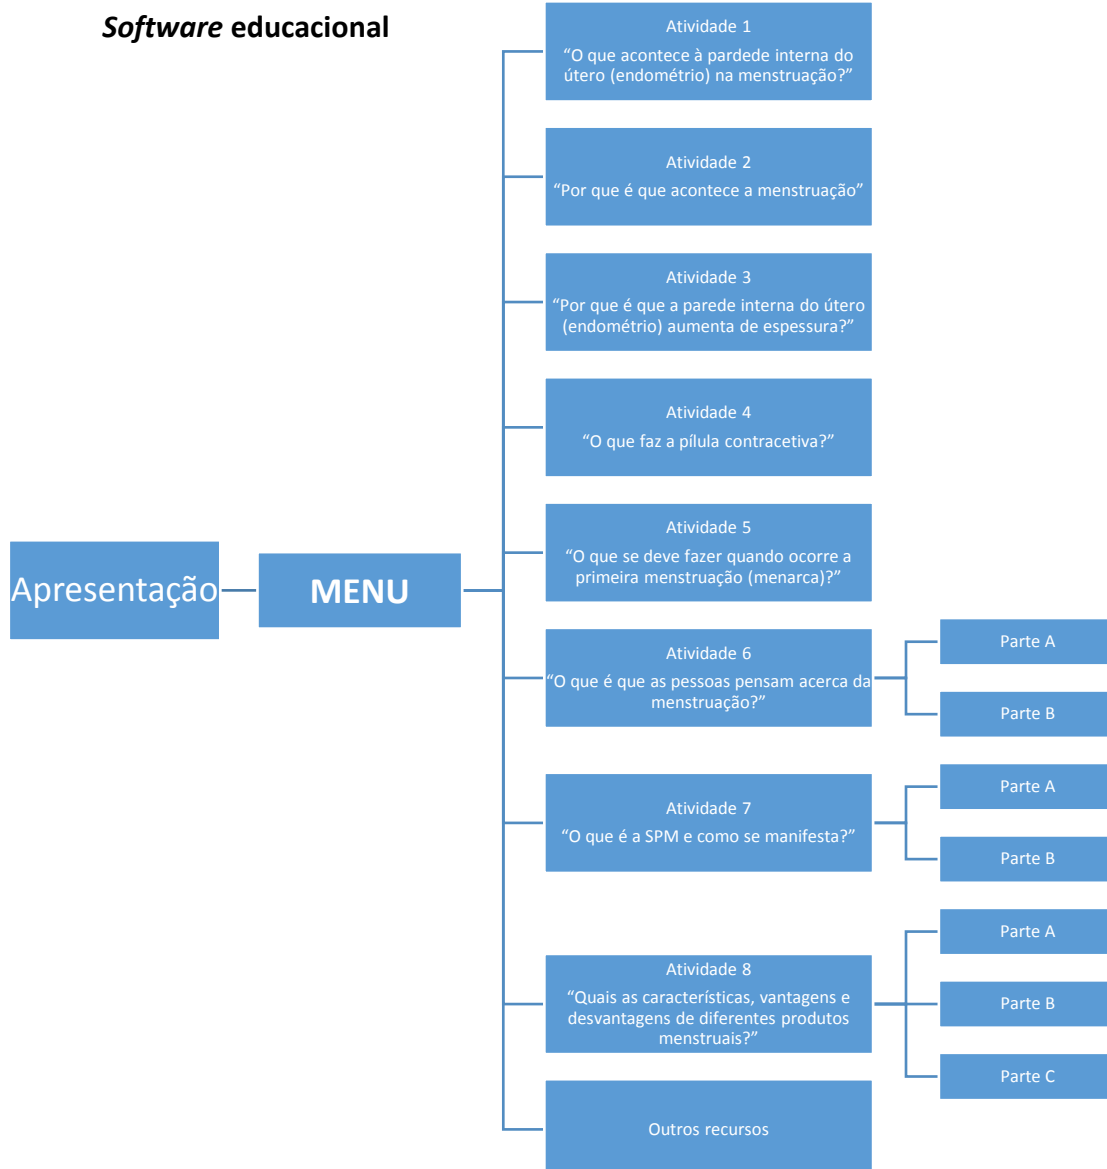 Software educacional
Atividade 1
“O que acontece à pardede interna do
útero (endométrio) na menstruação?”
Atividade 2
“Por que é que acontece a menstruação”
Atividade 3
“Por que é que a parede interna do útero
(endométrio) aumenta de espessura?”
Atividade 4
“O que faz a pílula contracetiva?”
Atividade 5
“O que se deve fazer quando ocorre a
primeira menstruação (menarca)?”
Apresentação
MENU
Atividade 6
“O que é que as pessoas pensam acerca da
menstruação?”
Parte A
Parte B
Atividade 7
“O que é a SPM e como se manifesta?”
Parte A
Parte B
Atividade 8
“Quais as características, vantagens e
desvantagens de diferentes produtos
menstruais?”
Parte A
Parte B
Parte C
Outros recursos